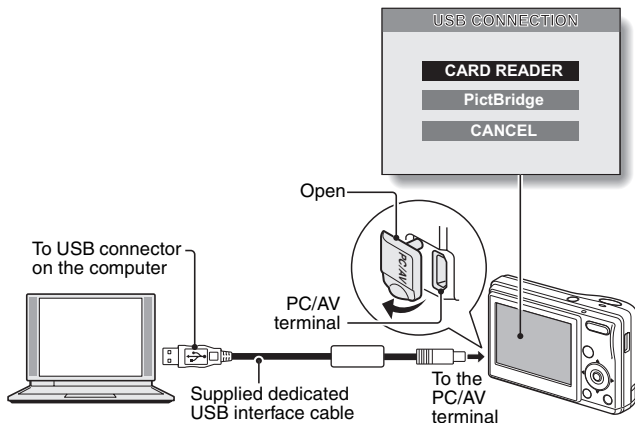 USB CONNECTION
CARD READER
PictBridge
CANCEL
Open
PC/AV
To USB connector
on the computer
PC/AV
terminal
Supplied dedicated
USB interface cable
To the
PC/AV
terminal